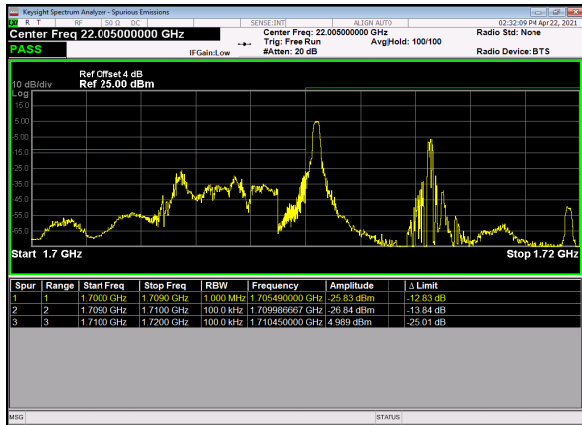 Keysight Spectrum Analyzer - Spurious Emissions
R T RF 50 Ω DC SENSE:INT ALIGN AUTO 02:32:09 PM Apr 22, 2021
Center Freq 22.005000000 GHz Center Freq: 22.005000000 GHz Radio Std: None
Trig: Free Run Avg|Hold: 100/100
PASS IFGain:Low #Atten: 20 dB Radio Device: BTS
Ref Offset 4 dB
10 dB/div Ref 25.00 dBm
Log
15.0
5.00
-5.00
-15.0
-25.0
-35.0
-45.0
-55.0
-65.0
Start 1.7 GHz Stop 1.72 GHz
Spur Range Start Freq Stop Freq RBW Frequency Amplitude Δ Limit
1 1 1.7000 GHz 1.7090 GHz 1.000 MHz 1.705490000 GHz -25.83 dBm -12.83 dB
2 2 1.7090 GHz 1.7100 GHz 100.0 kHz 1.709986667 GHz -26.84 dBm -13.84 dB
3 3 1.7100 GHz 1.7200 GHz 100.0 kHz 1.710450000 GHz 4.989 dBm -25.01 dB
MSG STATUS